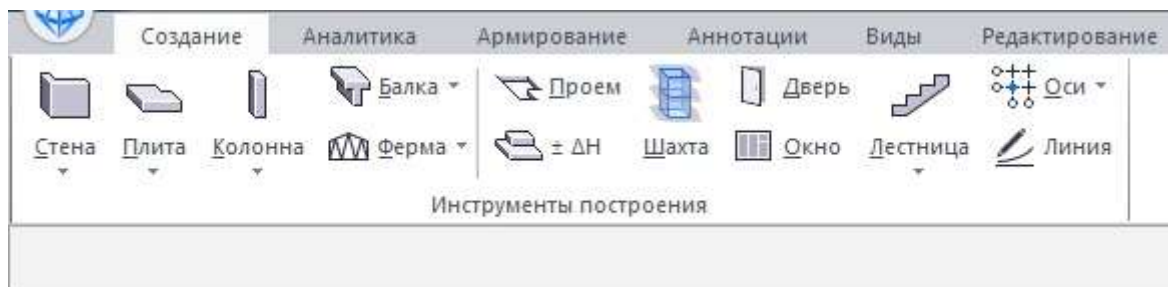 Создание Аналитика Армирование Аннотации Виды Редактирование
Балка Проем Дверь Оси
Стена Плита Колонна Ферма ± ΔН Шахта Окно Лестница Линия
Инструменты построения